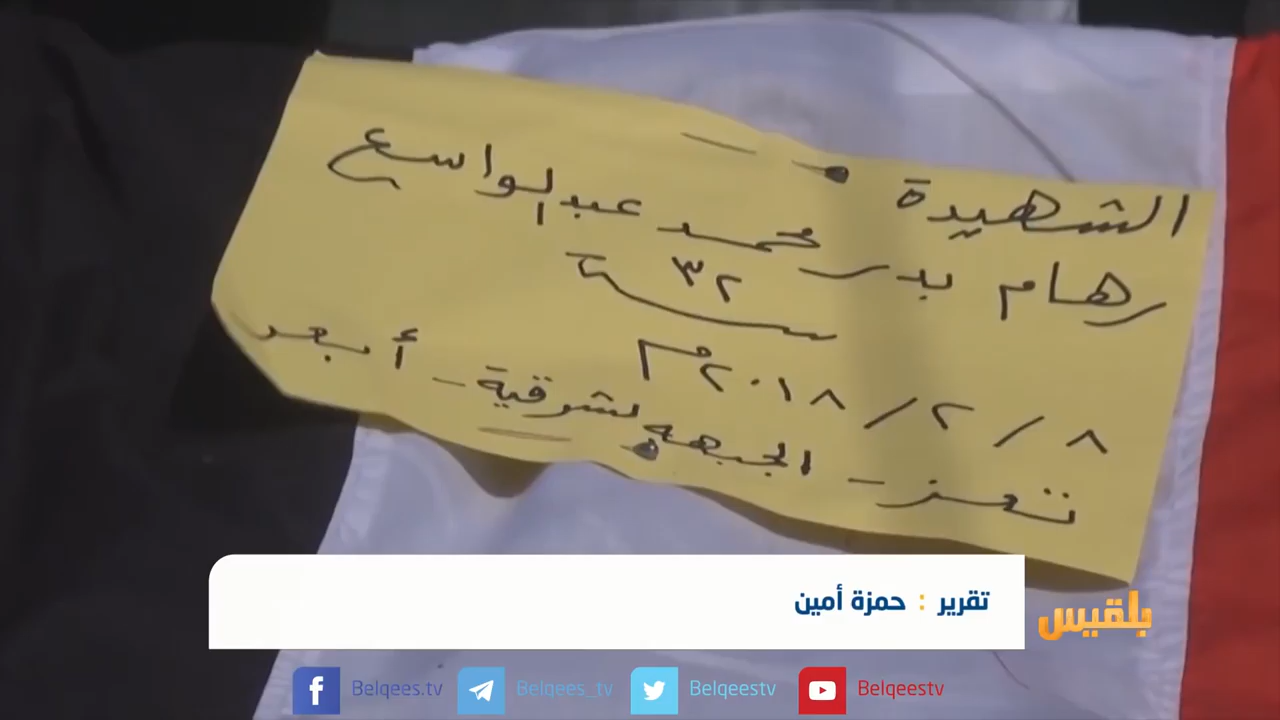 الشهيدة
رهام بدر محمد عبدالواسع
٣٢ سنة
٨/٢/٢٠١٨م
تعز - الجبهه الشرقية - أبعر
تقرير : حمزة أمين
بلقيس
Belqees.tv
Belqees_tv
Belqeestv
Belqeestv